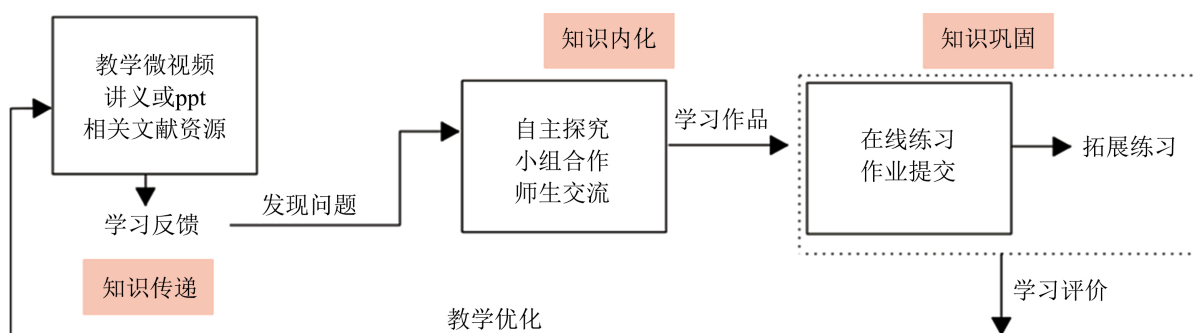 教学微视频
讲义或ppt
相关文献资源
学习反馈
知识传递
发现问题
知识内化
自主探究
小组合作
师生交流
学习作品
知识巩固
在线练习
作业提交
拓展练习
学习评价
教学优化